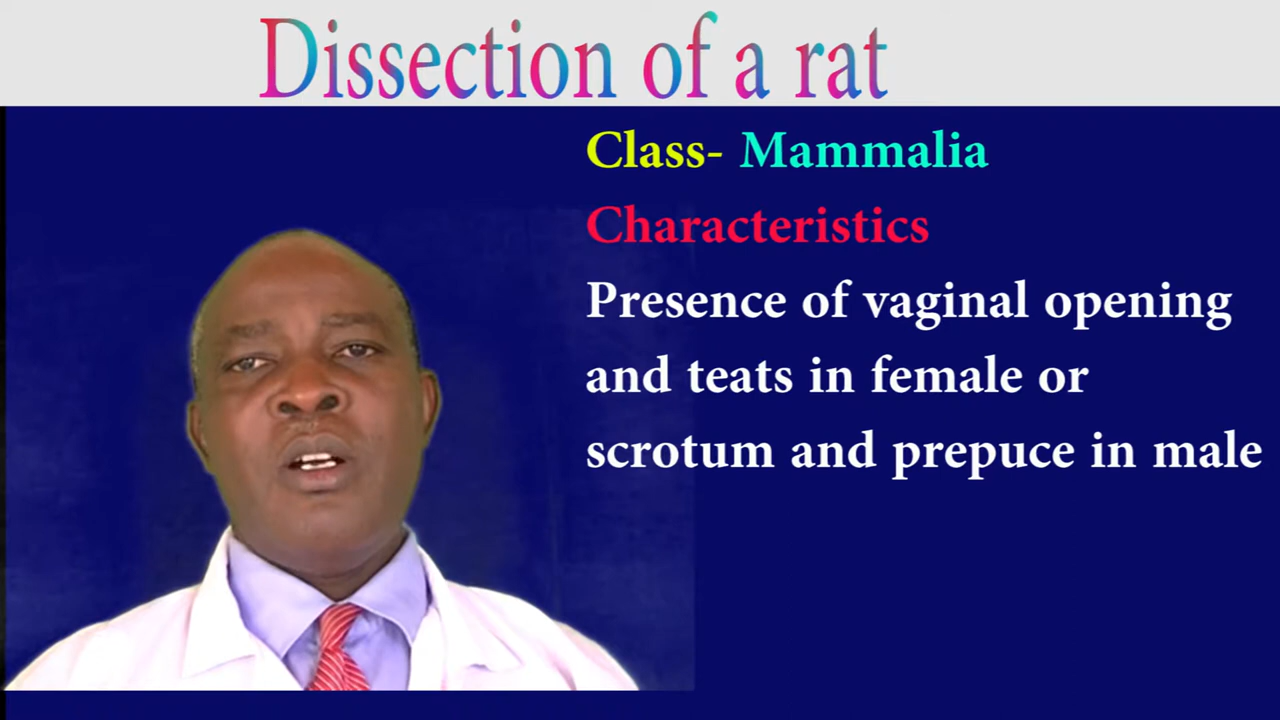 Dissection of a rat
Class- Mammalia
Characteristics
Presence of vaginal opening
and teats in female or
scrotum and prepuce in male